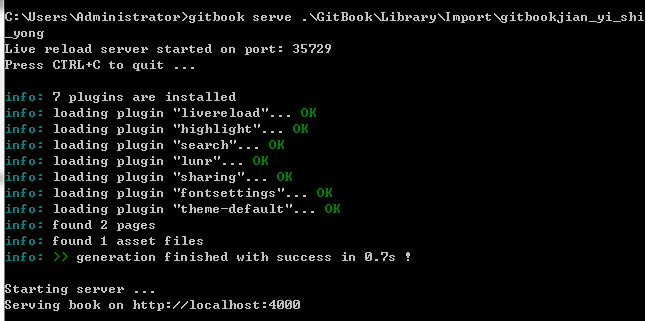 C:\Users\Administrator>gitbook serve .\GitBook\Library\Import\gitbookjian_yi_shi
_yong
Live reload server started on port: 35729
Press CTRL+C to quit ...
info: 7 plugins are installed
info: loading plugin "livereload"... OK
info: loading plugin "highlight"... OK
info: loading plugin "search"... OK
info: loading plugin "lunr"... OK
info: loading plugin "sharing"... OK
info: loading plugin "fontsettings"... OK
info: loading plugin "theme-default"... OK
info: found 2 pages
info: found 1 asset files
info: >> generation finished with success in 0.7s !
Starting server ...
Serving book on http://localhost:4000